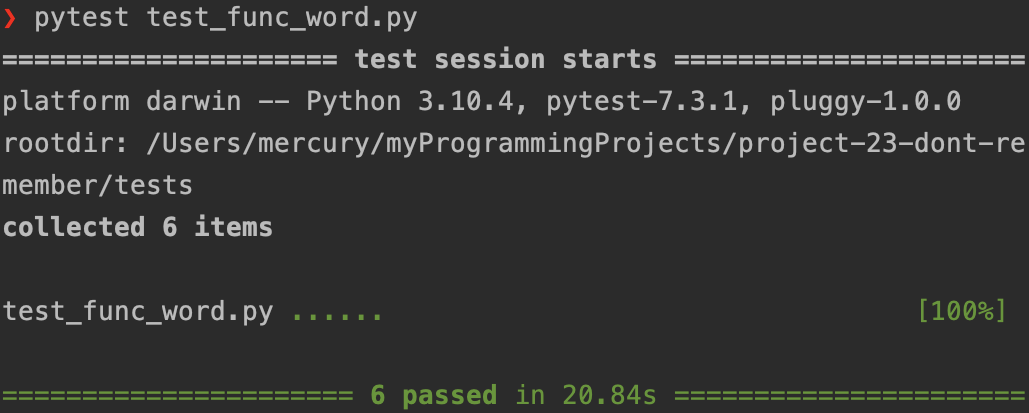 ❯ pytest test_func_word.py
===================== test session starts ======================
platform darwin -- Python 3.10.4, pytest-7.3.1, pluggy-1.0.0
rootdir: /Users/mercury/myProgrammingProjects/project-23-dont-re
member/tests
collected 6 items
test_func_word.py ...... [100%]
====================== 6 passed in 20.84s ======================